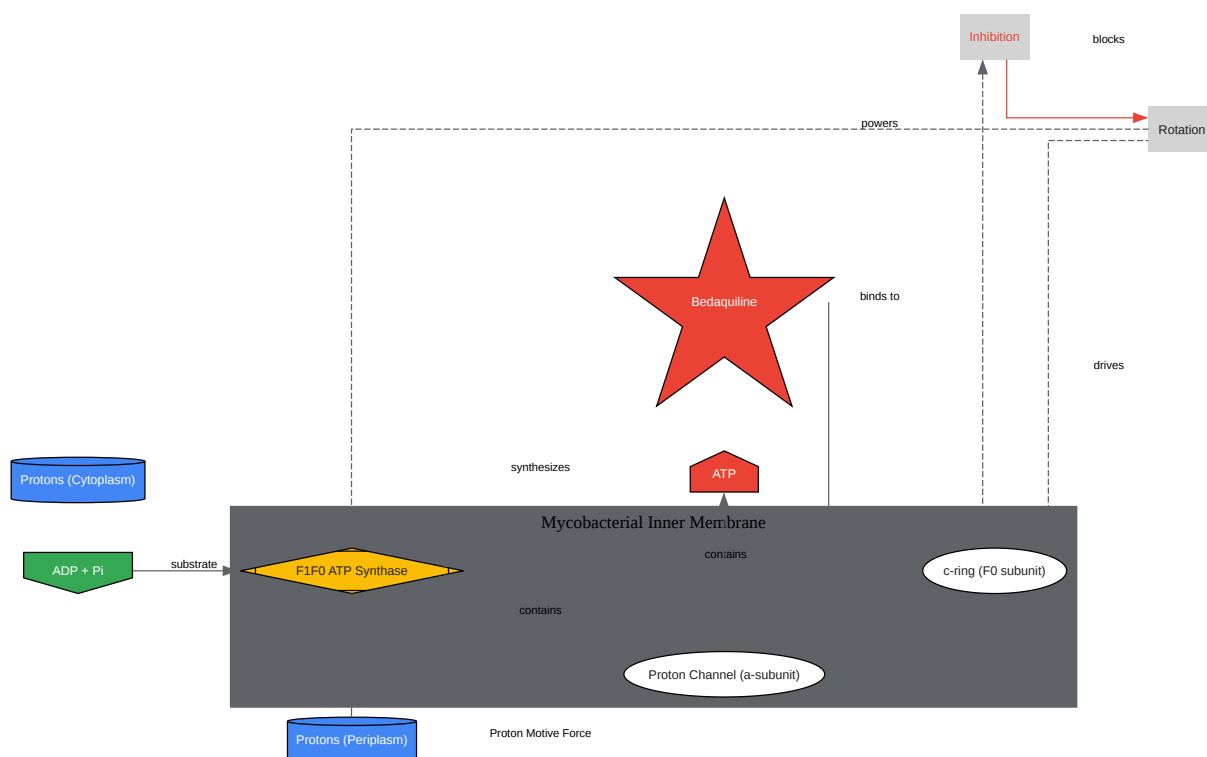 Inhibition
blocks
powers
Rotation
Bedaquiline
binds to
drives
synthesizes
ATP
Protons (Cytoplasm)
Mycobacterial Inner Membrane
contains
substrate
ADP + Pi
F1F0 ATP Synthase
c-ring (F0 subunit)
contains
Proton Channel (a-subunit)
Proton Motive Force
Protons (Periplasm)